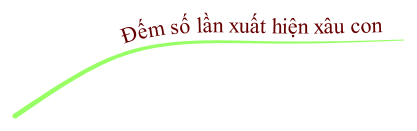 Đếm số lần xuất hiện xâu con